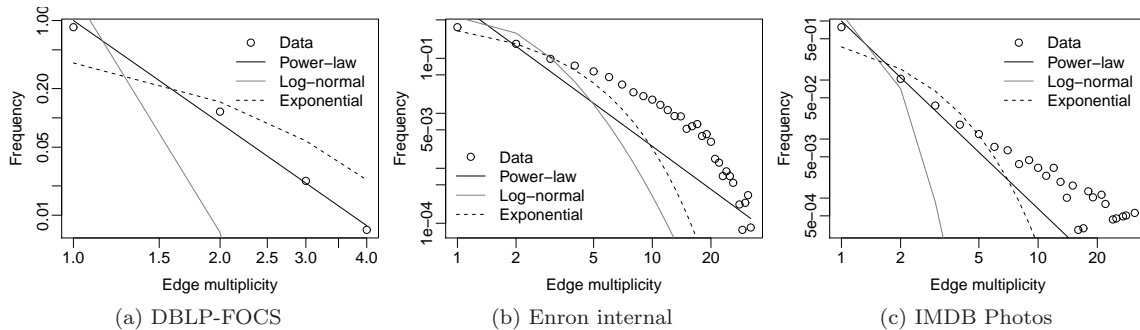 1.00
0.20
0.05
0.01
Frequency
Data
Power−law
Log−normal
Exponential
1.0 1.5 2.0 2.5 3.0 4.0
Edge multiplicity
(a) DBLP-FOCS
1e−01
5e−03
1e−04
Frequency
Data
Power−law
Log−normal
Exponential
1 2 5 10 20
Edge multiplicity
(b) Enron internal
5e−01
5e−02
5e−03
5e−04
5e−05
Frequency
Data
Power−law
Log−normal
Exponential
1 2 5 10 20
Edge multiplicity
(c) IMDB Photos